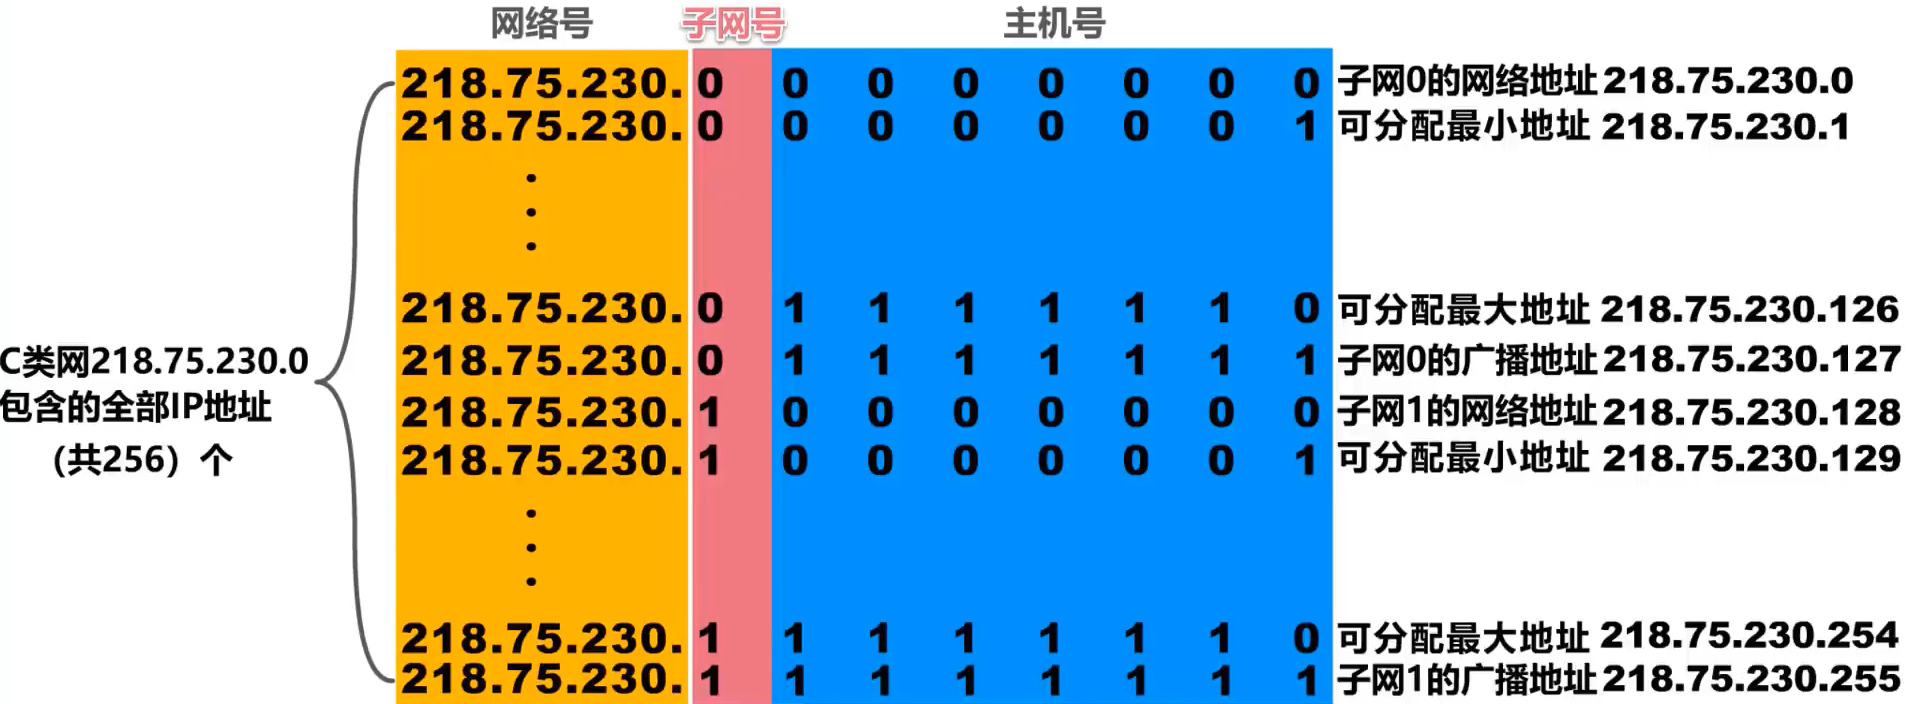 网络号 子网号 主机号
218.75.230. 0 0 0 0 0 0 0 0 子网0的网络地址 218.75.230.0
218.75.230. 0 0 0 0 0 0 0 1 可分配最小地址 218.75.230.1
218.75.230. 0 1 1 1 1 1 1 0 可分配最大地址 218.75.230.126
218.75.230. 0 1 1 1 1 1 1 1 子网0的广播地址 218.75.230.127
218.75.230. 1 0 0 0 0 0 0 0 子网1的网络地址 218.75.230.128
218.75.230. 1 0 0 0 0 0 0 1 可分配最小地址 218.75.230.129
218.75.230. 1 1 1 1 1 1 1 0 可分配最大地址 218.75.230.254
218.75.230. 1 1 1 1 1 1 1 1 子网1的广播地址 218.75.230.255
C类网218.75.230.0
包含的全部IP地址
（共256）个